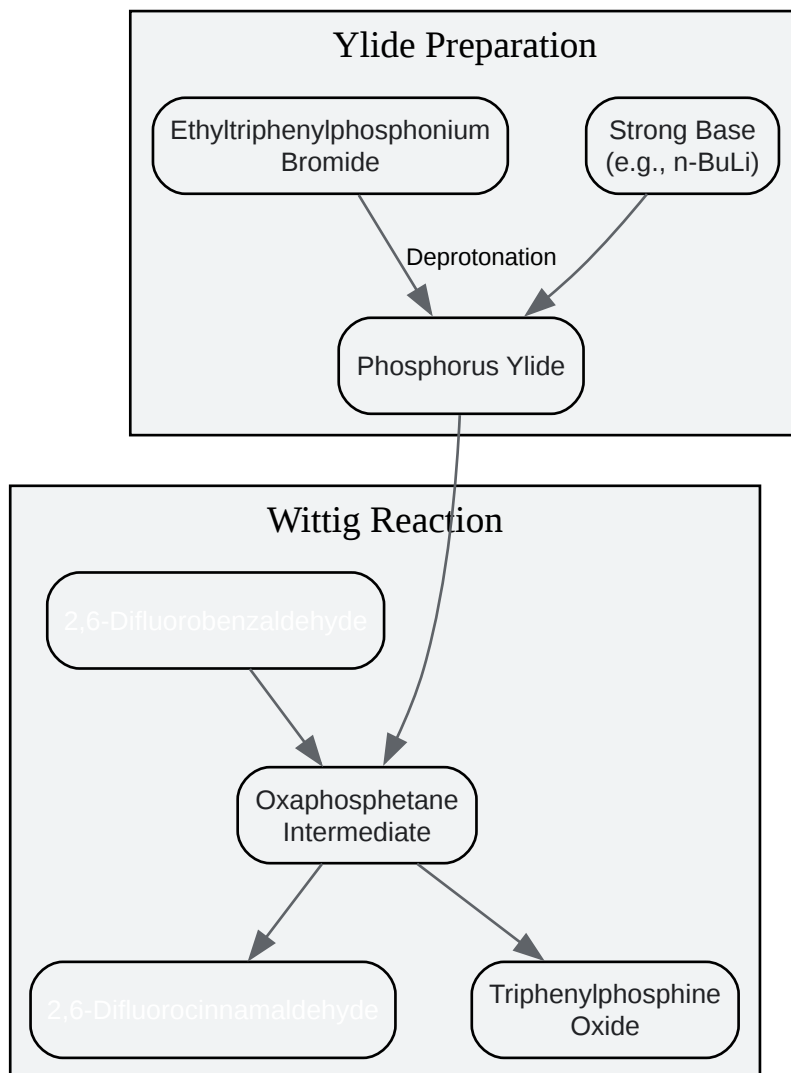 Ylide Preparation
Ethyltriphenylphosphonium
Bromide
Strong Base
(e.g., n-BuLi)
Deprotonation
Phosphorus Ylide
Wittig Reaction
2,6-Difluorobenzaldehyde
Oxaphosphetane
Intermediate
2,6-Difluorocinnamaldehyde
Triphenylphosphine
Oxide